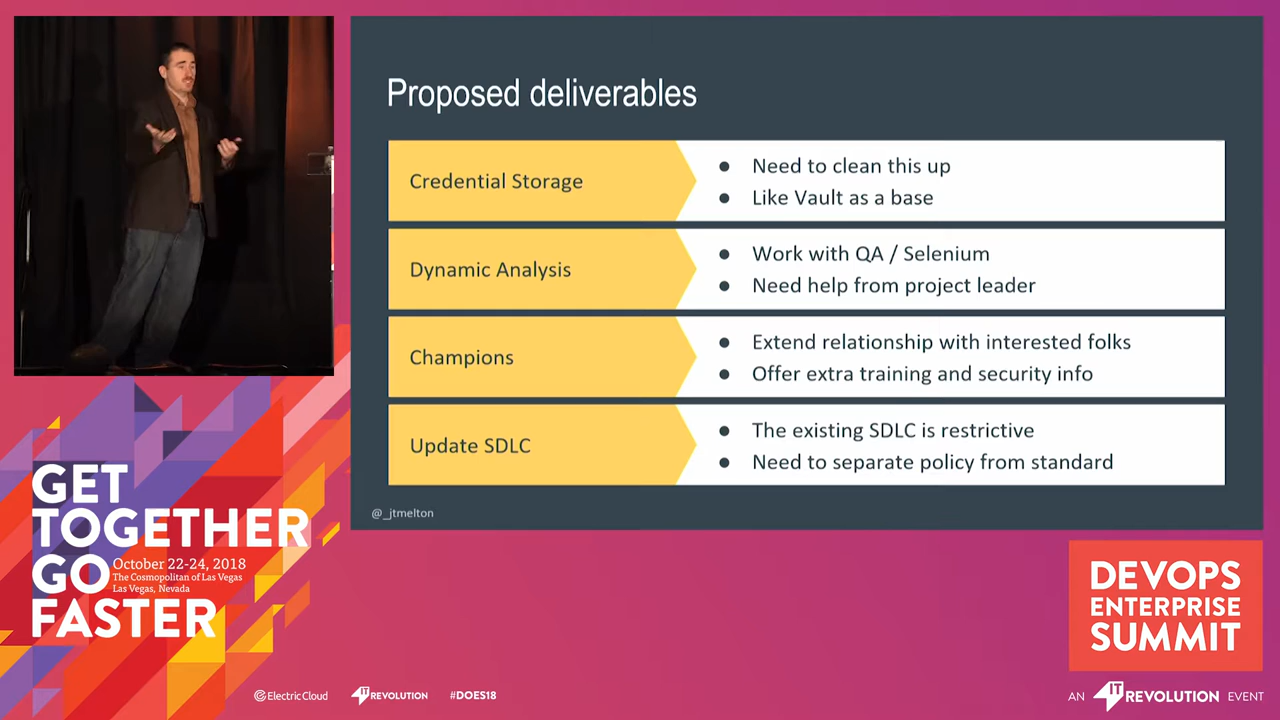 Proposed deliverables
Credential Storage
● Need to clean this up
● Like Vault as a base
Dynamic Analysis
● Work with QA / Selenium
● Need help from project leader
Champions
● Extend relationship with interested folks
● Offer extra training and security info
Update SDLC
● The existing SDLC is restrictive
● Need to separate policy from standard
@_jtmelton
GET
TOGETHER
GO
FASTER
October 22-24, 2018
The Cosmopolitan of Las Vegas
Las Vegas, Nevada
DEVOPS
ENTERPRISE
SUMMIT
Electric Cloud
IT REVOLUTION
#DOES18
AN IT REVOLUTION EVENT